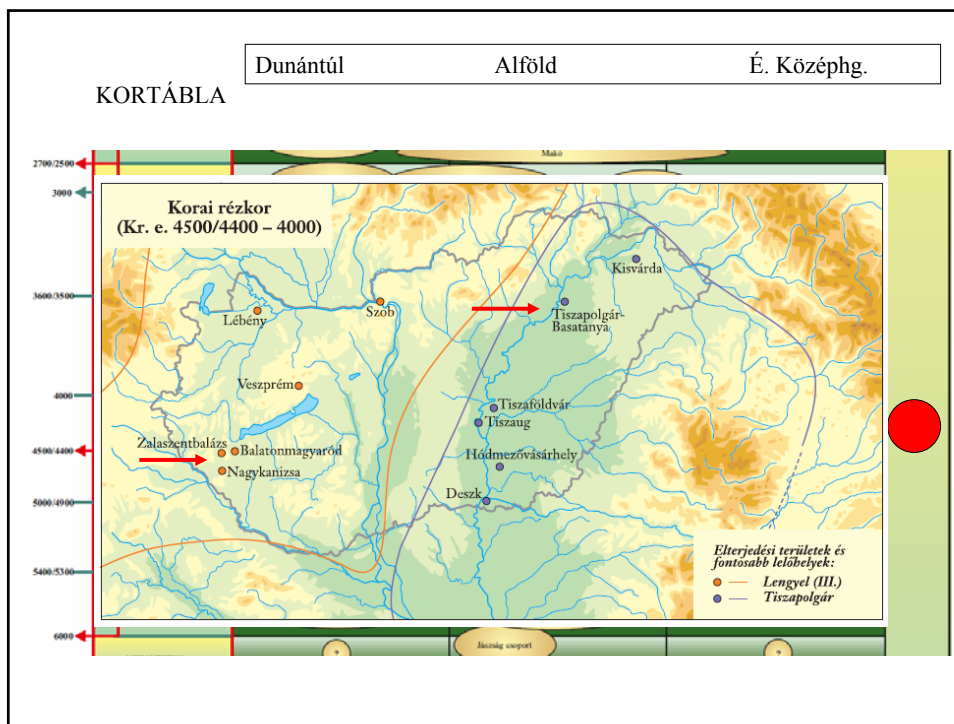 Dunántúl Alföld É. Középhg.
KORTÁBLA
Makó
2700/2500
3000
Korai rézkor
(Kr. e. 4500/4400 – 4000)
Kisvárda
3600/3500
Lébény
Szob
Tiszapolgár-
Basatanya
Veszprém
4000
Tiszaföldvár
Tiszaug
Zalaszentbalázs
4500/4400
Balatonmagyaród
Hódmezővásárhely
Nagykanizsa
Deszk
5000/4900
Elterjedési területek és
fontosabb lelőhelyek:
5400/5300
Lengyel (III.)
Tiszapolgár
6000
?
Jászság csoport
?